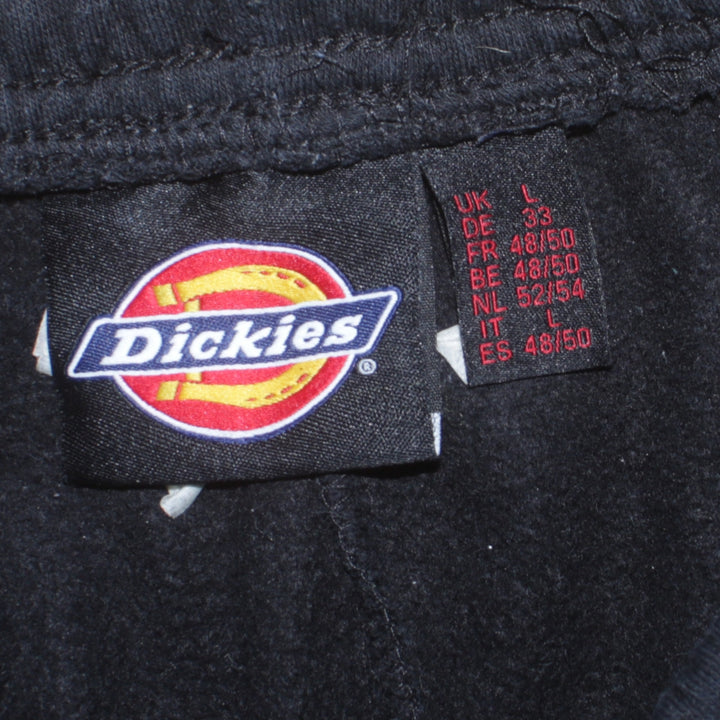 Dickies
®
UK L
DE 33
FR 48/50
BE 48/50
NL 52/54
IT L
ES 48/50